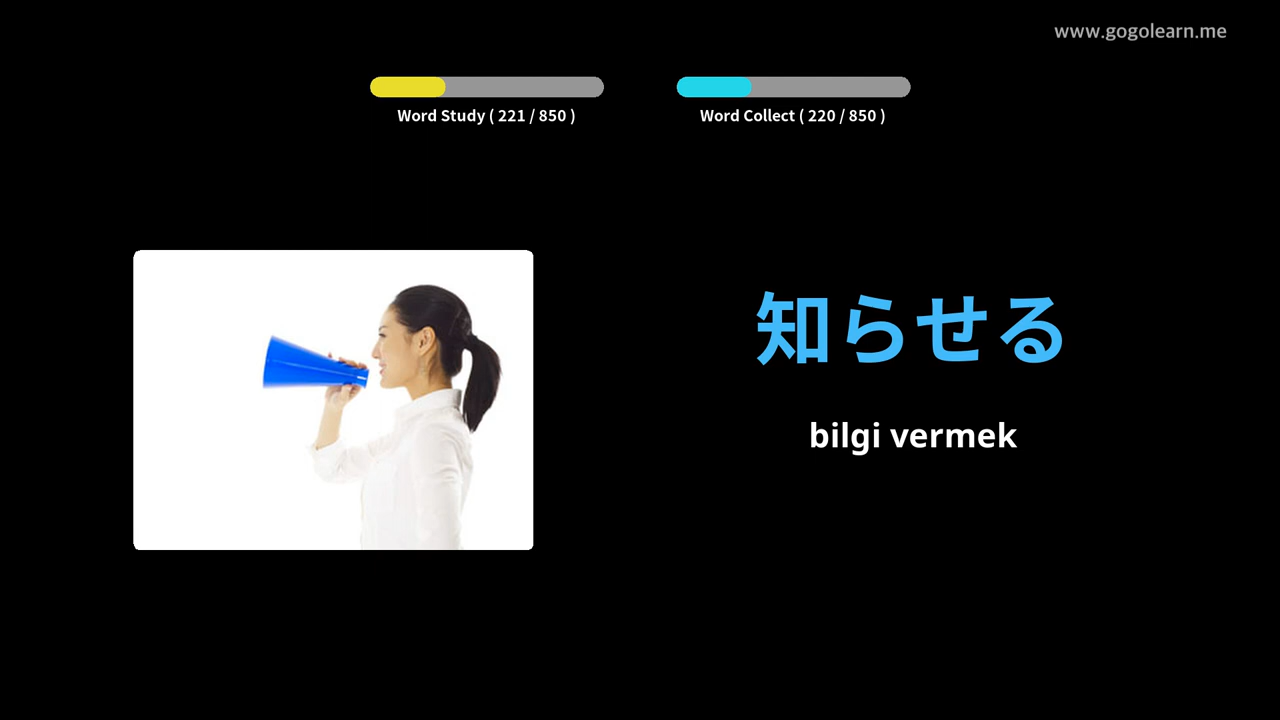 www.gogolearn.me
Word Study ( 221 / 850 )
Word Collect ( 220 / 850 )
知らせる
bilgi vermek